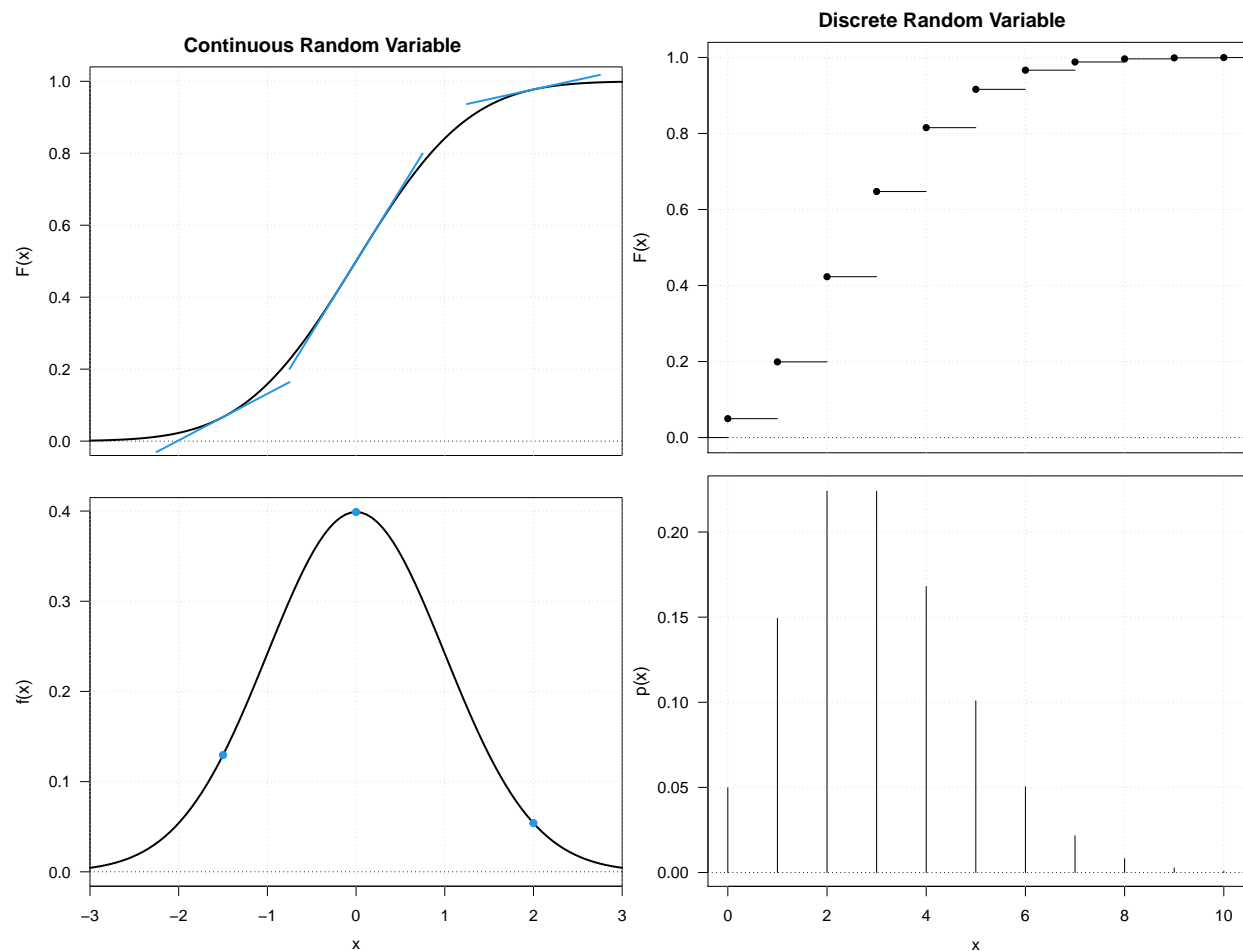 Continuous Random Variable
1.0
0.8
0.6
0.4
0.2
0.0
F(x)
0.4
0.3
0.2
0.1
0.0
f(x)
−3 −2 −1 0 1 2 3
x
Discrete Random Variable
1.0
0.8
0.6
0.4
0.2
0.0
F(x)
0.20
0.15
0.10
0.05
0.00
p(x)
0 2 4 6 8 10
x